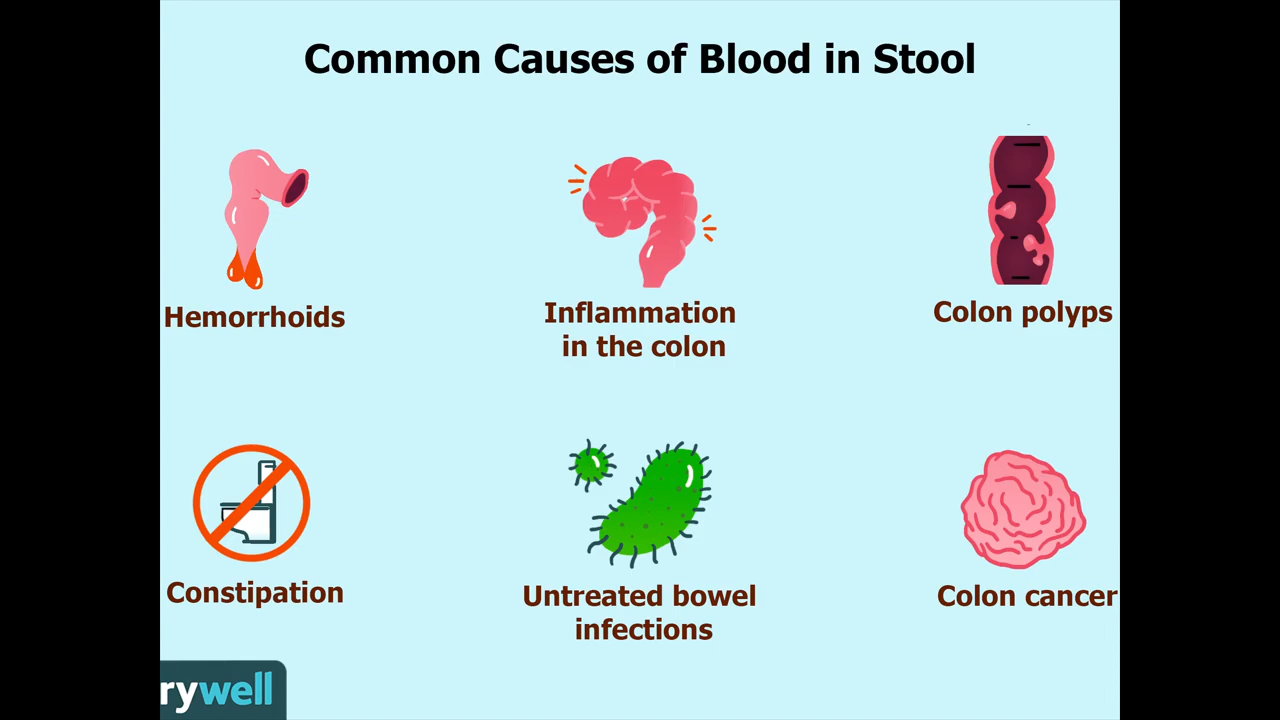 Common Causes of Blood in Stool
Hemorrhoids
Inflammation
in the colon
Colon polyps
Constipation
Untreated bowel
infections
Colon cancer
rywell